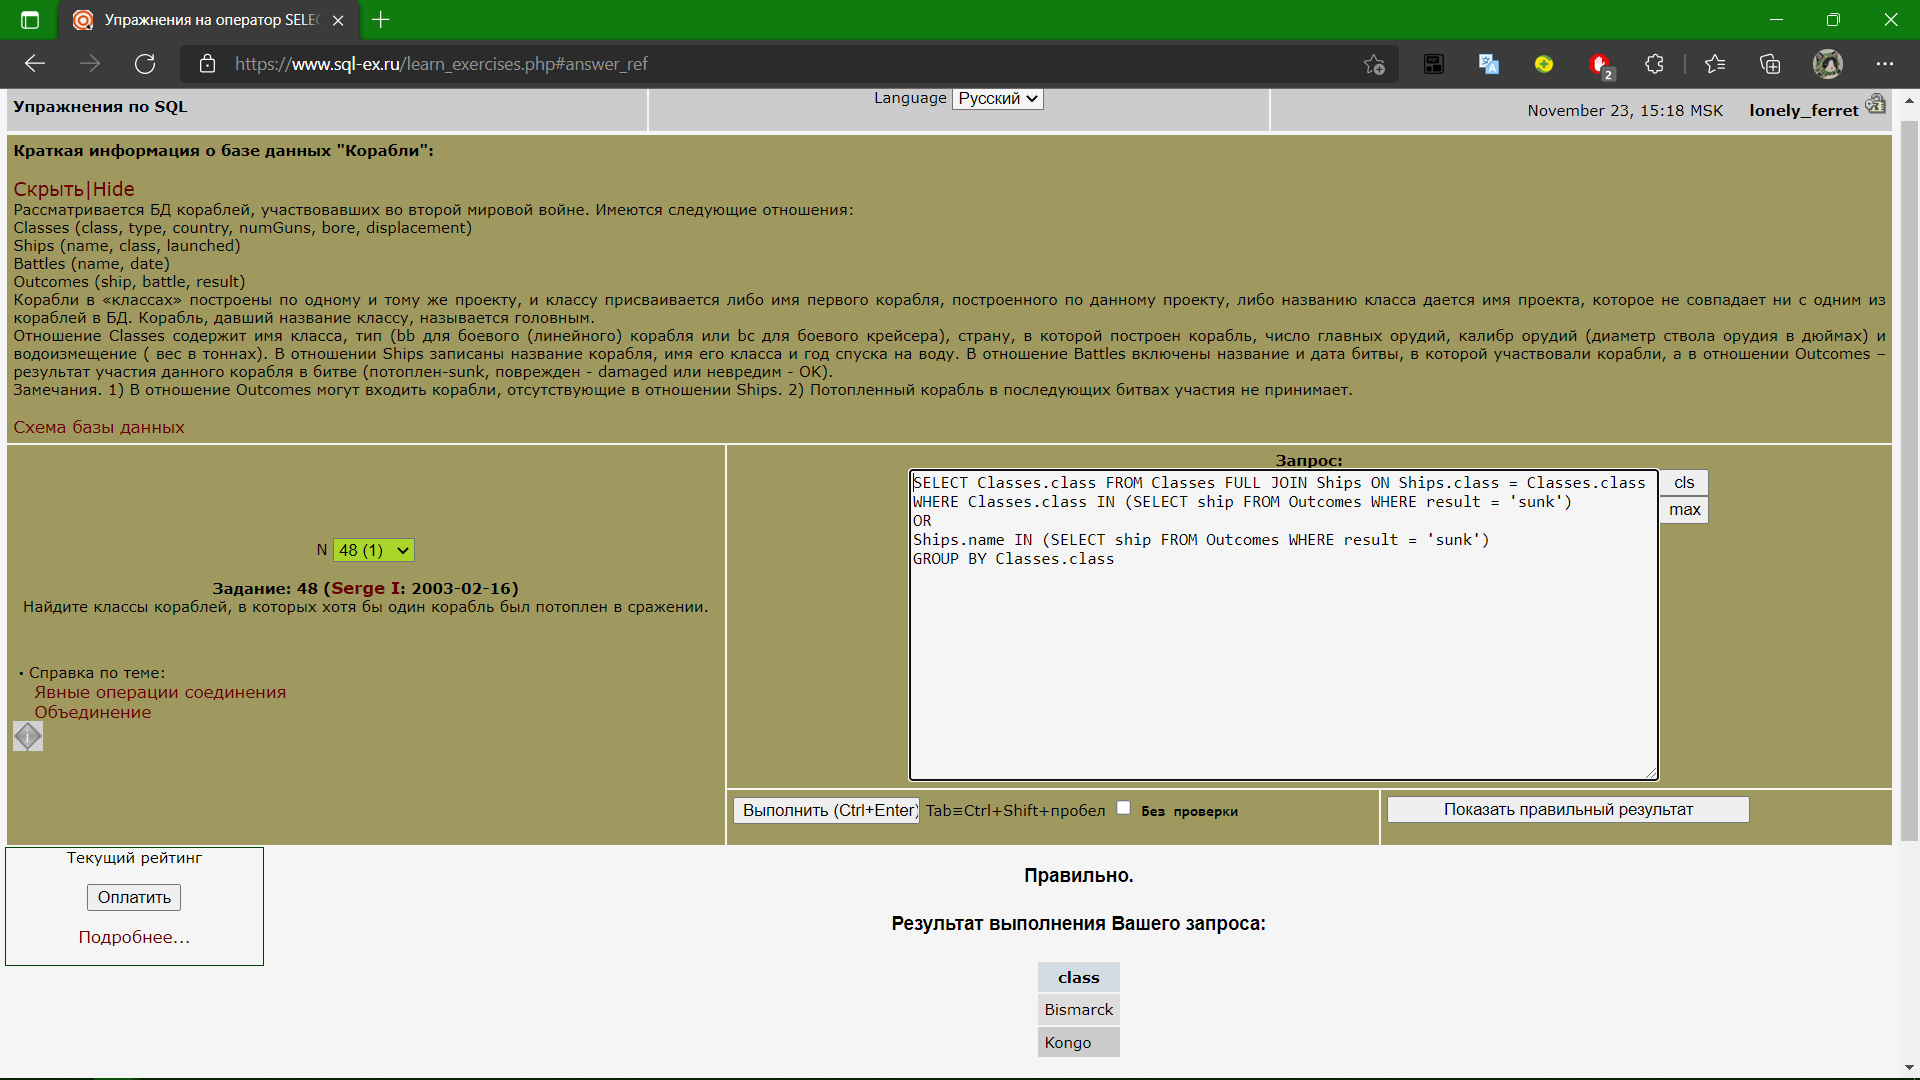 Упражнения на оператор SELEC
https://www.sql-ex.ru/learn_exercises.php#answer_ref
2
Упражнения по SQL
Language Русский
November 23, 15:18 MSK lonely_ferret
Краткая информация о базе данных "Корабли":
Скрыть|Hide
Рассматривается БД кораблей, участвовавших во второй мировой войне. Имеются следующие отношения:
Classes (class, type, country, numGuns, bore, displacement)
Ships (name, class, launched)
Battles (name, date)
Outcomes (ship, battle, result)
Корабли в «классах» построены по одному и тому же проекту, и классу присваивается либо имя первого корабля, построенного по данному проекту, либо названию класса дается имя проекта, которое не совпадает ни с одним из
кораблей в БД. Корабль, давший название классу, называется головным.
Отношение Classes содержит имя класса, тип (bb для боевого (линейного) корабля или bc для боевого крейсера), страну, в которой построен корабль, число главных орудий, калибр орудий (диаметр ствола орудия в дюймах) и
водоизмещение ( вес в тоннах). В отношении Ships записаны название корабля, имя его класса и год спуска на воду. В отношение Battles включены название и дата битвы, в которой участвовали корабли, а в отношении Outcomes –
результат участия данного корабля в битве (потоплен-sunk, поврежден - damaged или невредим - OK).
Замечания. 1) В отношение Outcomes могут входить корабли, отсутствующие в отношении Ships. 2) Потопленный корабль в последующих битвах участия не принимает.
Схема базы данных
N 48 (1)
Задание: 48 (Serge I: 2003-02-16)
Найдите классы кораблей, в которых хотя бы один корабль был потоплен в сражении.
• Справка по теме:
Явные операции соединения
Объединение
Запрос:
SELECT Classes.class FROM Classes FULL JOIN Ships ON Ships.class = Classes.class
WHERE Classes.class IN (SELECT ship FROM Outcomes WHERE result = 'sunk')
OR
Ships.name IN (SELECT ship FROM Outcomes WHERE result = 'sunk')
GROUP BY Classes.class
cls
max
Выполнить (Ctrl+Enter) Tab≡Ctrl+Shift+пробел Без проверки
Показать правильный результат
Текущий рейтинг
Оплатить
Подробнее...
Правильно.
Результат выполнения Вашего запроса:
class
Bismarck
Kongo